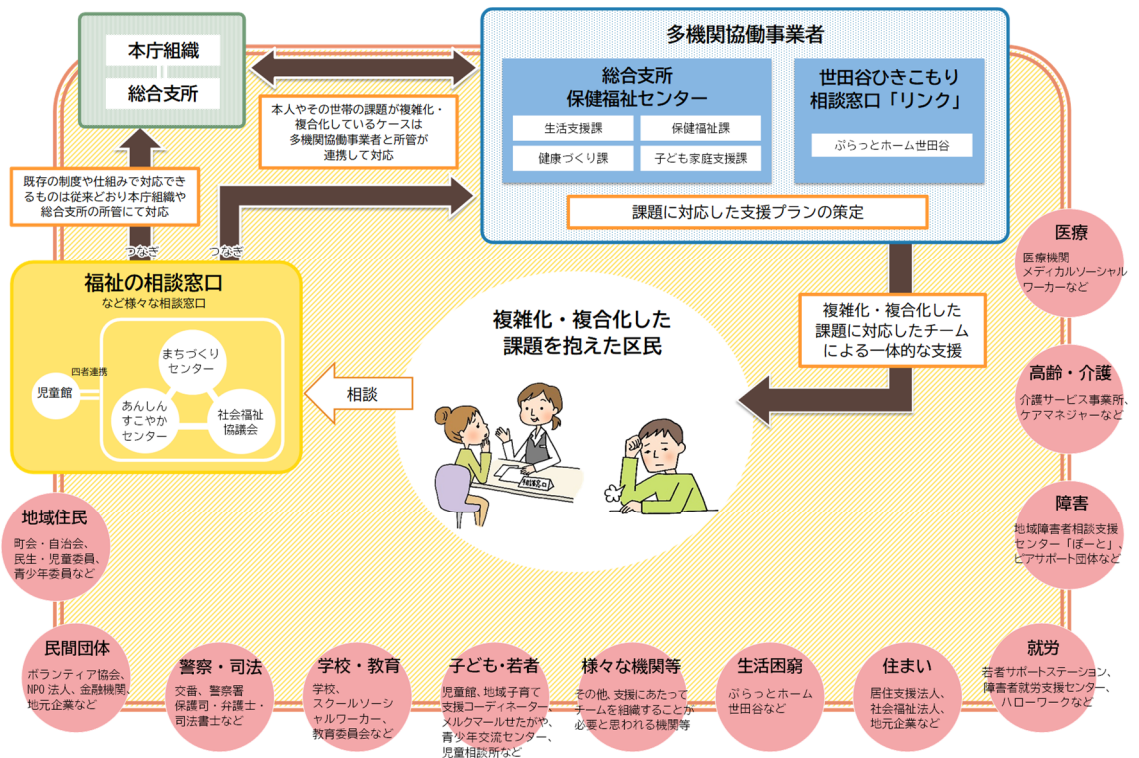 本庁組織
総合支所
多機関協働事業者
総合支所
保健福祉センター
生活支援課
保健福祉課
健康づくり課
子ども家庭支援課
世田谷ひきこもり
相談窓口「リンク」
ぷらっとホーム世田谷
課題に対応した支援プランの策定
本人やその世帯の課題が複雑化・
複合化しているケースは
多機関協働事業者と所管が
連携して対応
既存の制度や仕組みで対応できる
ものは従来どおり本庁組織や
総合支所の所管にて対応
つなぎ
つなぎ
福祉の相談窓口
など様々な相談窓口
四者連携
児童館
まちづくり
センター
あんしん
すこやか
センター
社会福祉
協議会
相談
複雑化・複合化した
課題を抱えた区民
相談窓口
複雑化・複合化した
課題に対応したチーム
による一体的な支援
医療
医療機関
メディカルソーシャル
ワーカーなど
高齢・介護
介護サービス事業所、
ケアマネジャーなど
障害
地域障害者相談支援
センター「ぽーと」、
ピアサポート団体など
就労
若者サポートステーション、
障害者就労支援センター、
ハローワークなど
住まい
居住支援法人、
社会福祉法人、
地元企業など
生活困窮
ぷらっとホーム
世田谷など
様々な機関等
その他、支援にあたって
チームを組織することが
必要と思われる機関等
子ども・若者
児童館、地域子育て
支援コーディネーター、
メルクマールせたがや、
青少年交流センター、
児童相談所など
学校・教育
学校、
スクールソーシ
ャルワーカー、
教育委員会など
警察・司法
交番、警察署
保護司・弁護士・
司法書士など
民間団体
ボランティア協会、
NPO法人、金融機関、
地元企業など
地域住民
町会・自治会、
民生・児童委員、
青少年委員など